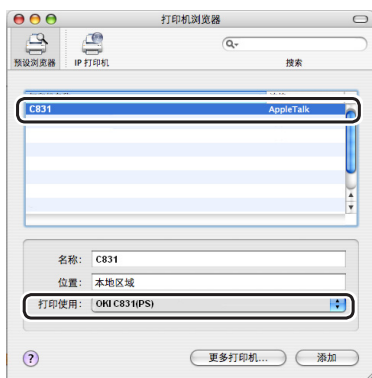 打印机浏览器
预设浏览器 IP 打印机 搜索
C831 AppleTalk
名称: C831
位置: 本地区域
打印使用: OKI C831(PS)
? 更多打印机... 添加